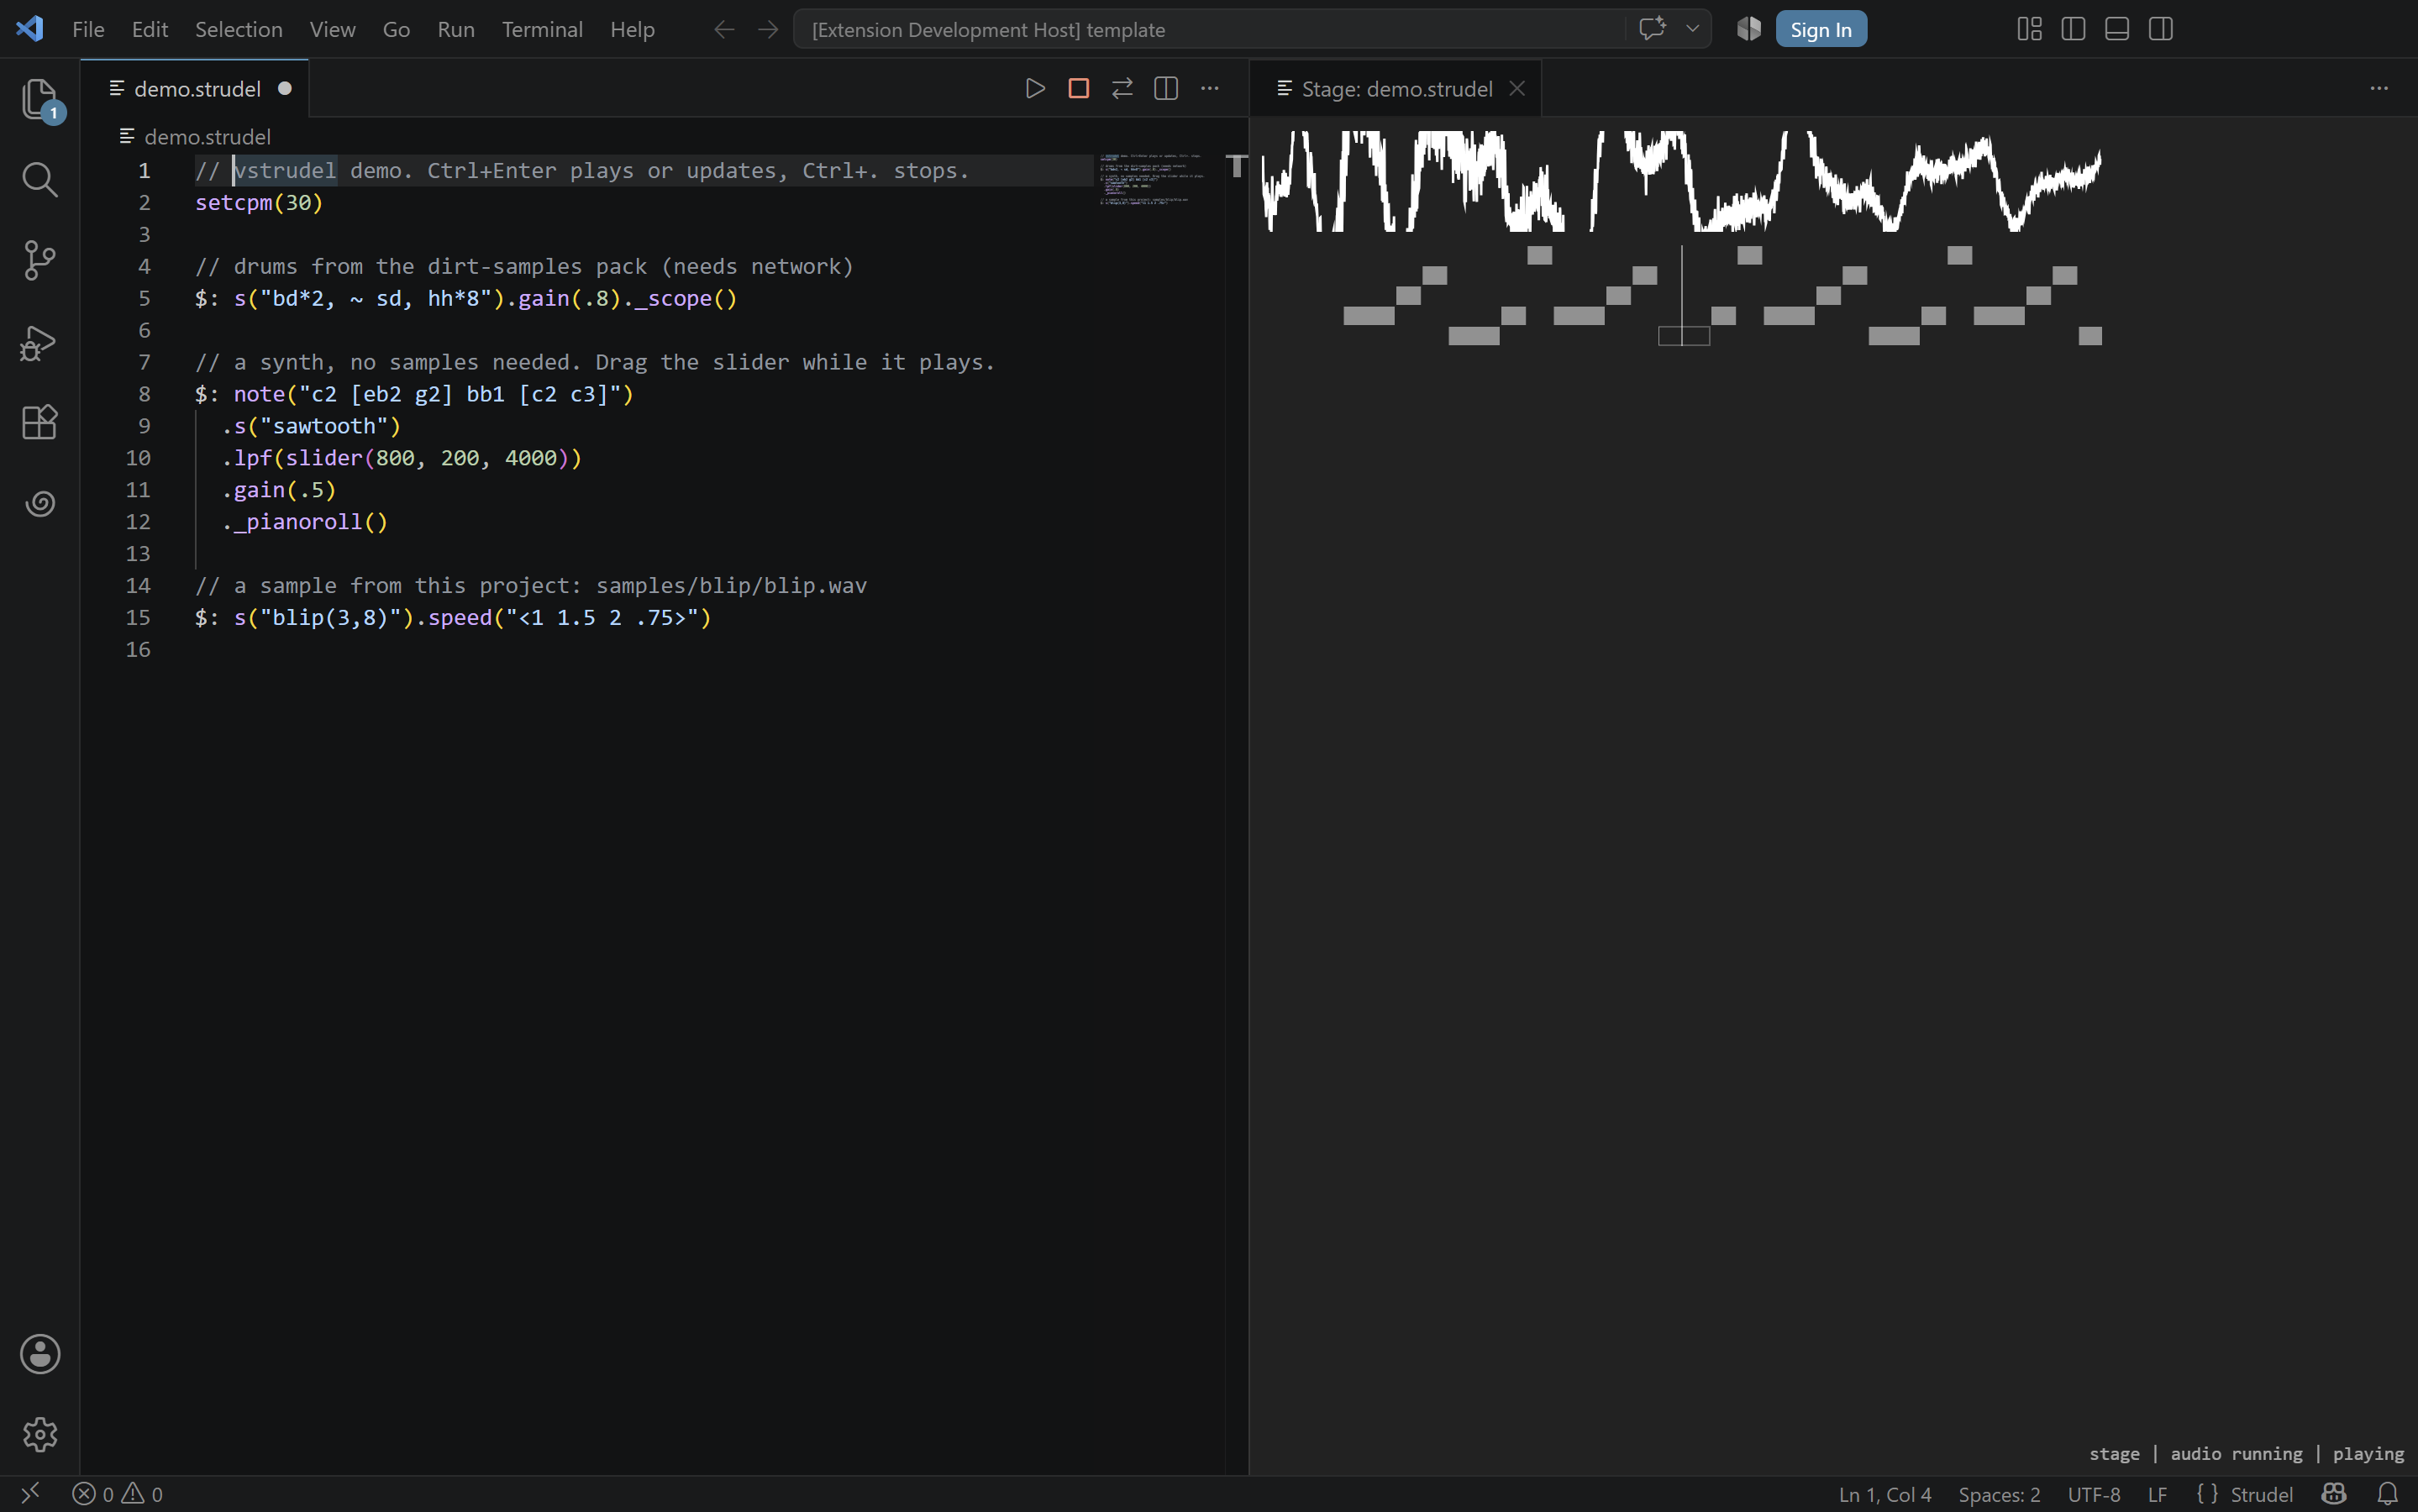 File Edit Selection View Go Run Terminal Help [Extension Development Host] template Sign In
demo.strudel Stage: demo.strudel
1
demo.strudel
1 // vstrudel demo. Ctrl+Enter plays or updates, Ctrl+. stops.
2 setcpm(30)
3
4 // drums from the dirt-samples pack (needs network)
5 $: s("bd*2, ~ sd, hh*8").gain(.8)._scope()
6
7 // a synth, no samples needed. Drag the slider while it plays.
8 $: note("c2 [eb2 g2] bb1 [c2 c3]")
9 .s("sawtooth")
10 .lpf(slider(800, 200, 4000))
11 .gain(.5)
12 ._pianoroll()
13
14 // a sample from this project: samples/blip/blip.wav
15 $: s("blip(3,8)").speed("<1 1.5 2 .75>")
16
stage | audio running | playing
0 0 Ln 1, Col 4 Spaces: 2 UTF-8 LF {} Strudel